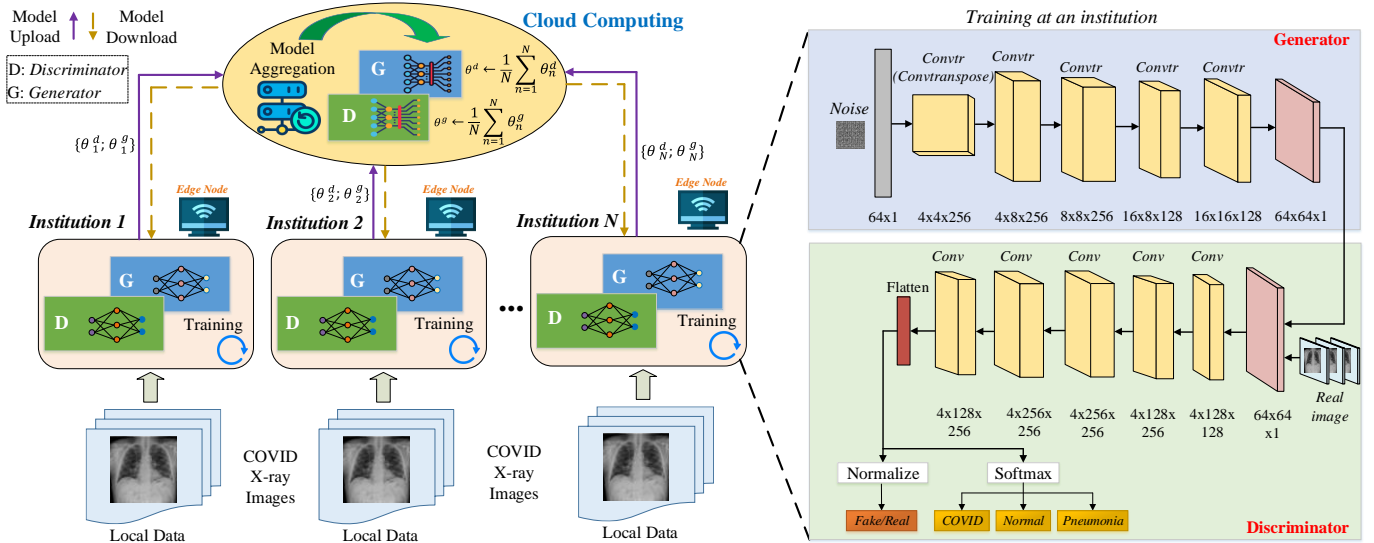 Model Upload
Model Download
D: Discriminator
G: Generator
Cloud Computing
Model Aggregation
G
D
θ^d ← 1/N ∑_{n=1}^{N} θ_n^d
θ^g ← 1/N ∑_{n=1}^{N} θ_n^g
{θ_1^d; θ_1^g}
{θ_2^d; θ_2^g}
{θ_N^d; θ_N^g}
Edge Node
Edge Node
Edge Node
Institution 1
Institution 2
Institution N
G
D
Training
G
D
Training
...
G
D
Training
COVID
X-ray
Images
COVID
X-ray
Images
Local Data
Local Data
Local Data
Training at an institution
Generator
Noise
Convtr
(Convtranspose)
Convtr
Convtr
Convtr
Convtr
64x1
4x4x256
4x8x256
8x8x256
16x8x128
16x16x128
64x64x1
Conv
Conv
Conv
Conv
Conv
Flatten
Real
image
4x128x
256
4x256x
256
4x256x
256
4x128x
256
4x128x
128
64x64
x1
Normalize
Softmax
Fake/Real
COVID
Normal
Pneumonia
Discriminator